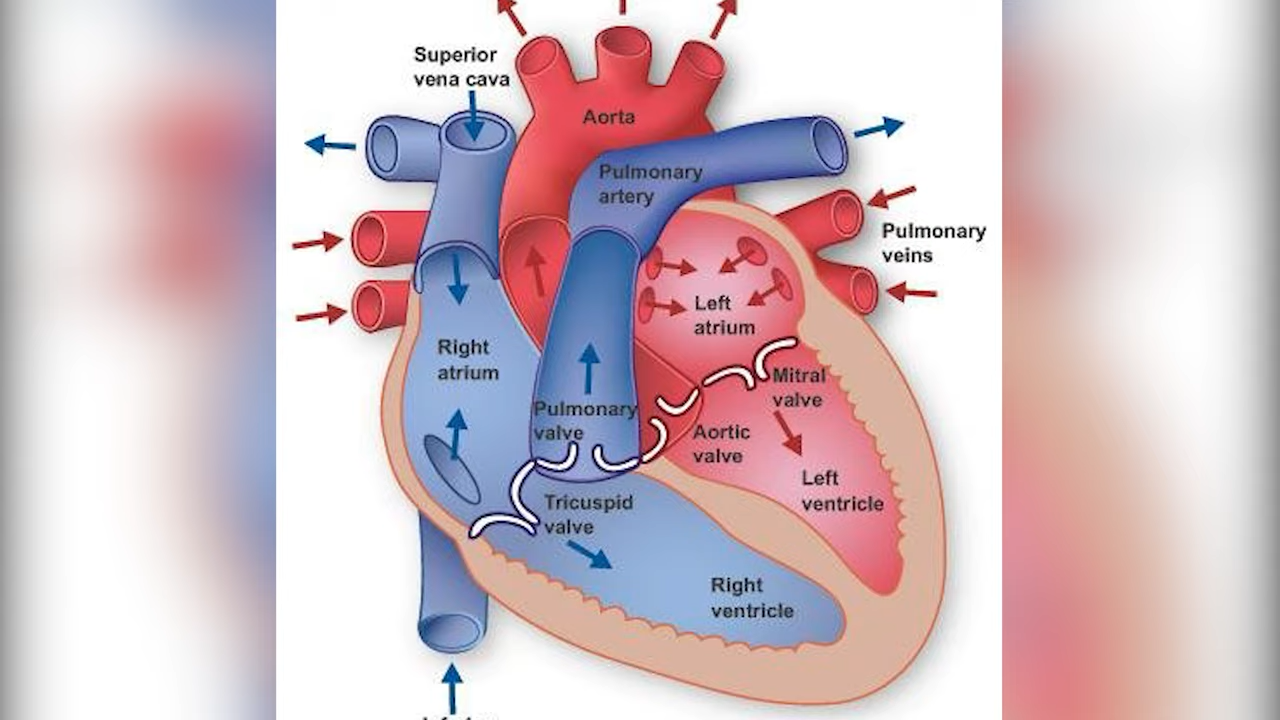 Superior
vena cava
Aorta
Pulmonary
artery
Pulmonary
veins
Left
atrium
Right
atrium
Mitral
valve
Pulmonary
valve
Aortic
valve
Left
ventricle
Tricuspid
valve
Right
ventricle